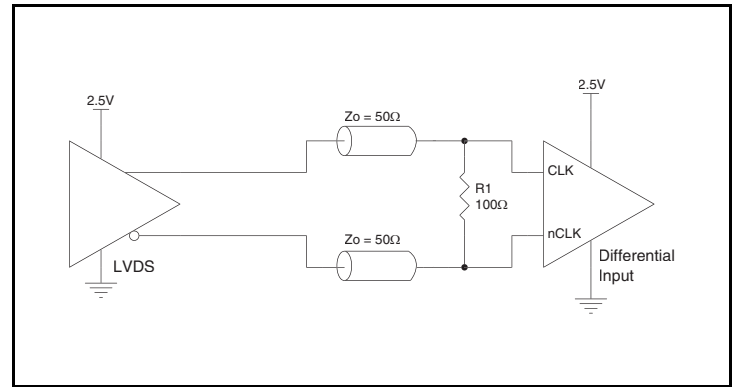 2.5V
2.5V
Zo = 50Ω
CLK
R1
100Ω
nCLK
Zo = 50Ω
LVDS
Differential
Input